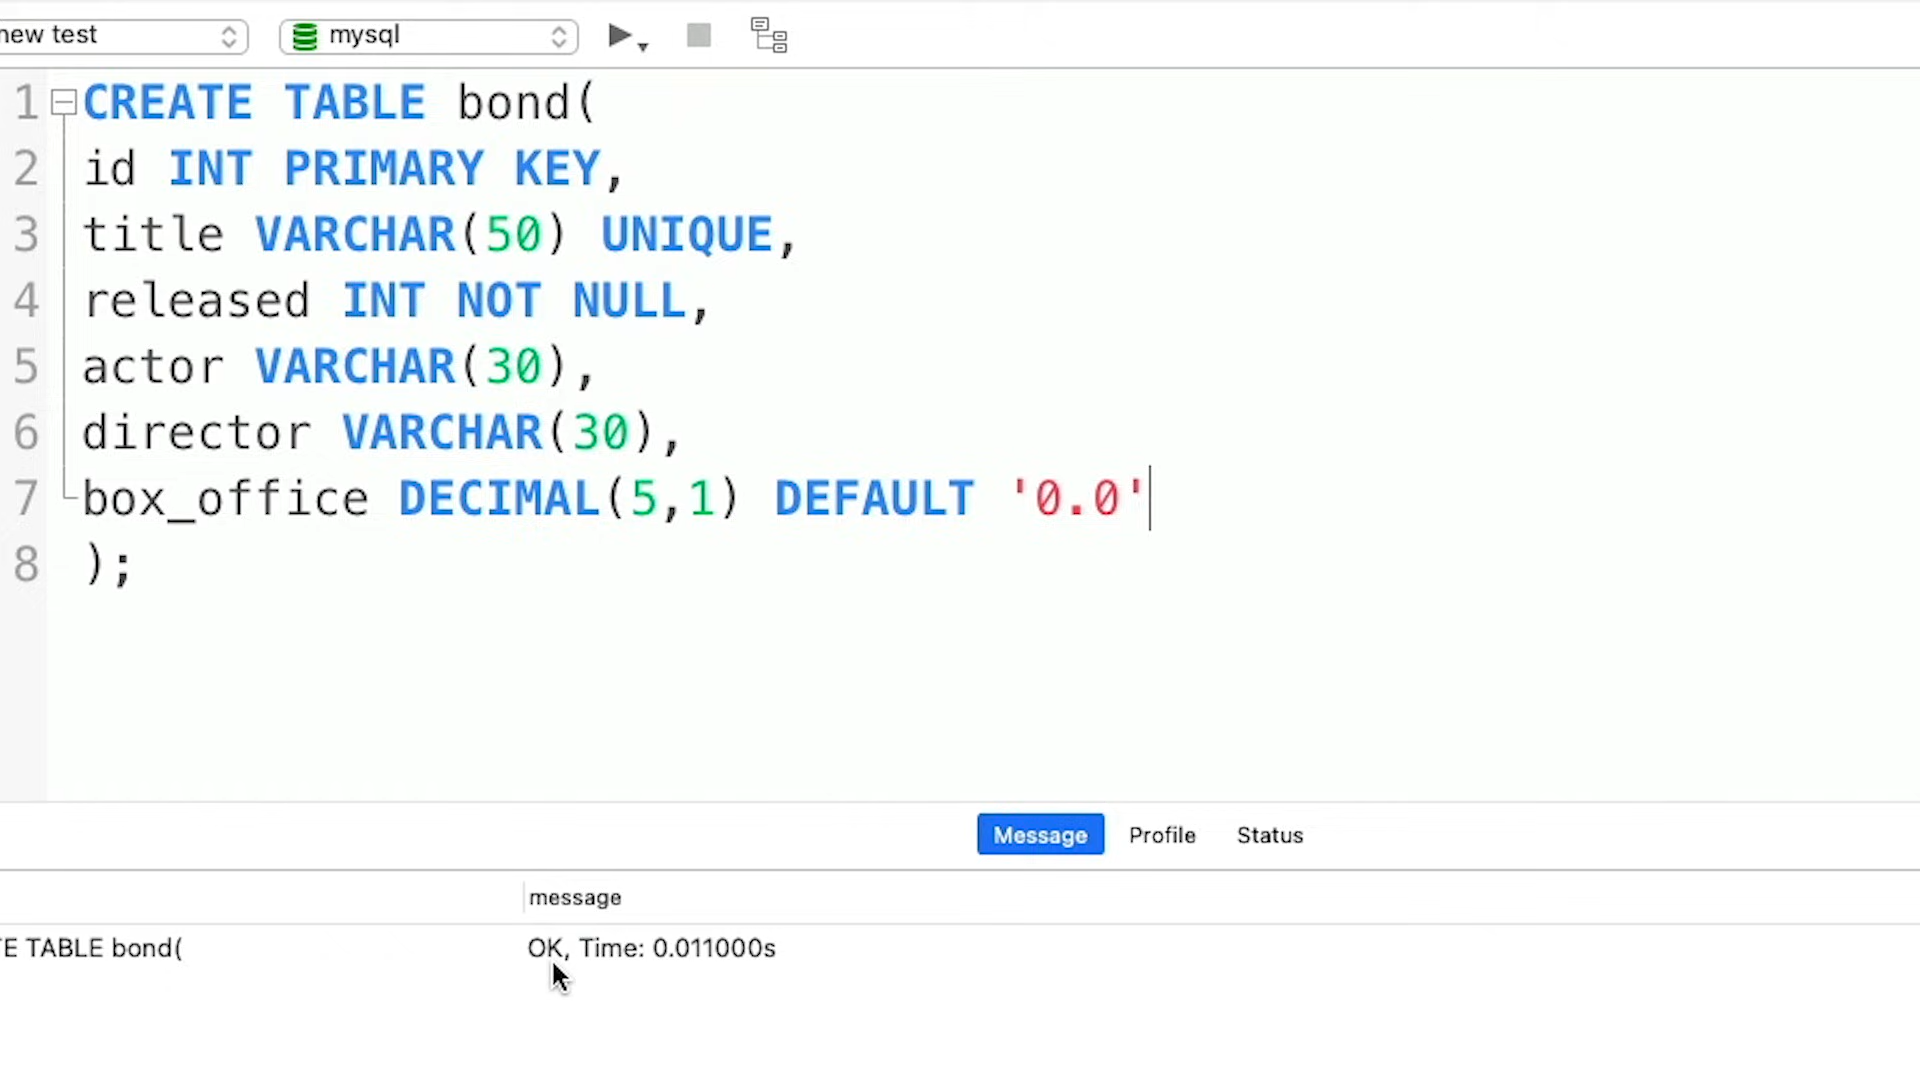 new test
mysql
1 CREATE TABLE bond(
2 id INT PRIMARY KEY,
3 title VARCHAR(50) UNIQUE,
4 released INT NOT NULL,
5 actor VARCHAR(30),
6 director VARCHAR(30),
7 box_office DECIMAL(5,1) DEFAULT '0.0'
8 );
Message Profile Status
message
TE TABLE bond( OK, Time: 0.011000s